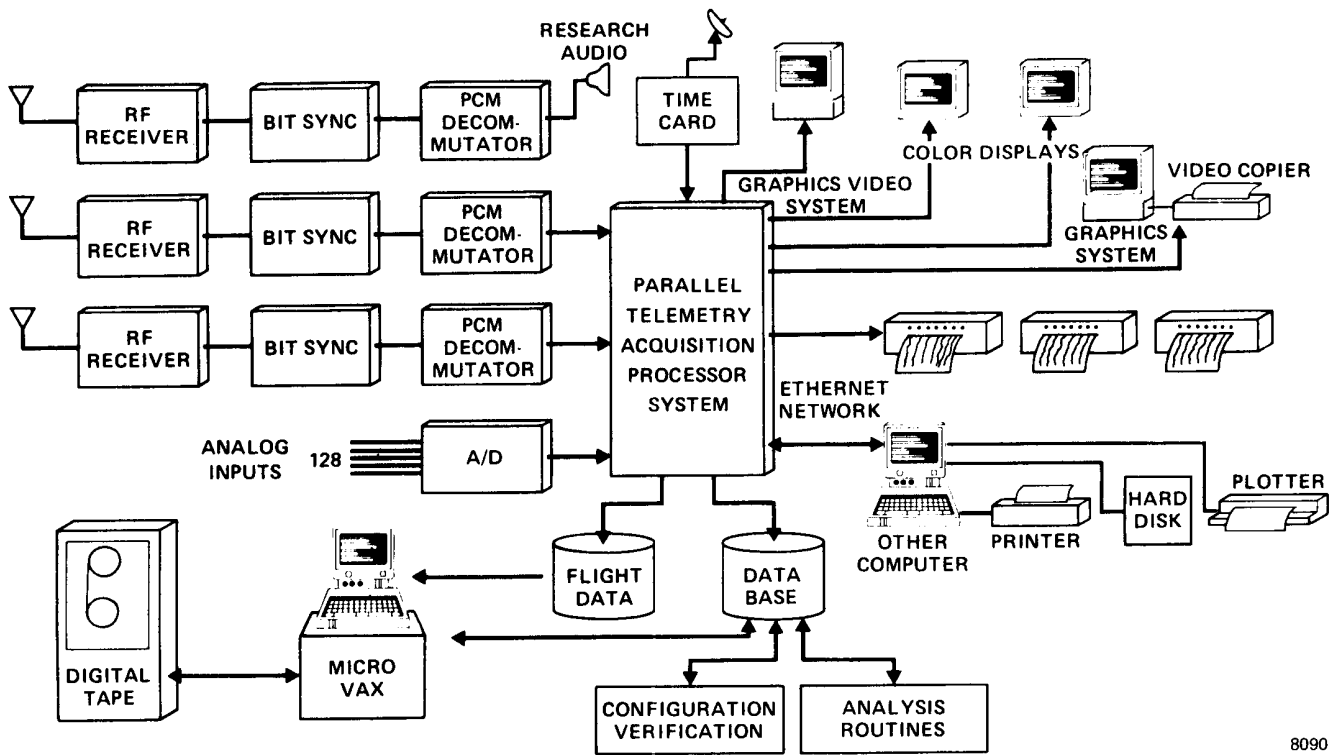 RESEARCH
AUDIO
RF
RECEIVER
BIT SYNC
PCM
DECOM-
MUTATOR
TIME
CARD
COLOR DISPLAYS
GRAPHICS VIDEO
SYSTEM
VIDEO COPIER
GRAPHICS
SYSTEM
RF
RECEIVER
BIT SYNC
PCM
DECOM-
MUTATOR
PARALLEL
TELEMETRY
ACQUISITION
PROCESSOR
SYSTEM
RF
RECEIVER
BIT SYNC
PCM
DECOM-
MUTATOR
ETHERNET
NETWORK
ANALOG
INPUTS
128
A/D
OTHER
COMPUTER
PRINTER
HARD
DISK
PLOTTER
FLIGHT
DATA
DATA
BASE
DIGITAL
TAPE
MICRO
VAX
CONFIGURATION
VERIFICATION
ANALYSIS
ROUTINES
8090